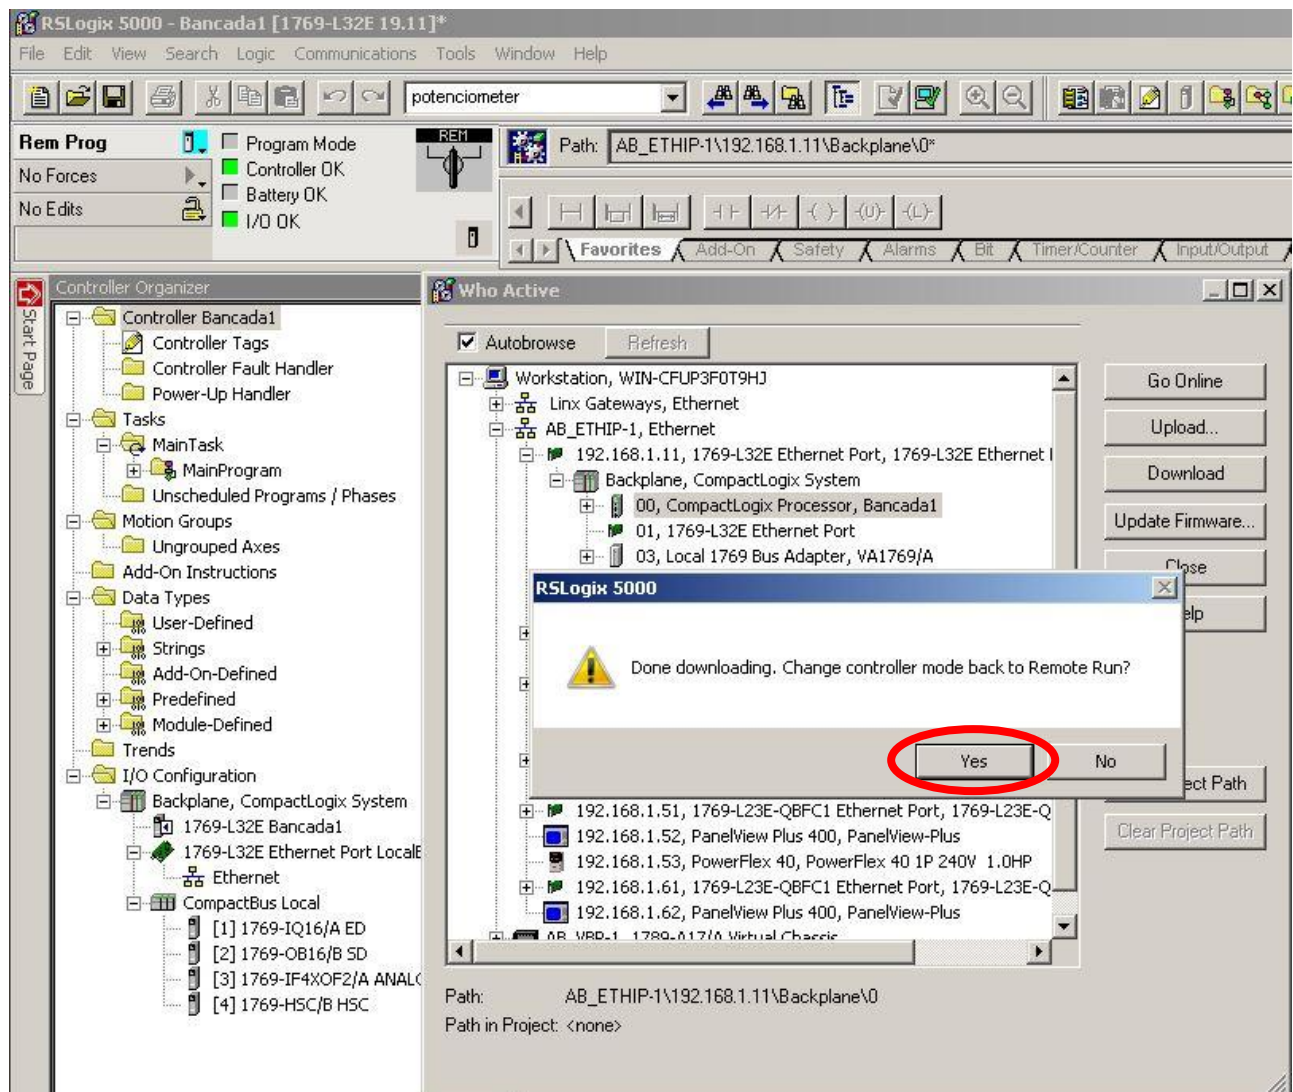 RSLogix 5000 - Bancada1 [1769-L32E 19.11]*
File Edit View Search Logic Communications Tools Window Help
potenciometer
Rem Prog
No Forces
No Edits
Program Mode
Controller OK
Battery OK
I/O OK
REM
Path: AB_ETHIP-1\192.168.1.11\Backplane\0*
Favorites Add-On Safety Alarms Bit Timer/Counter Input/Output
Start Page
Controller Organizer
Controller Bancada1
Controller Tags
Controller Fault Handler
Power-Up Handler
Tasks
MainTask
MainProgram
Unscheduled Programs / Phases
Motion Groups
Ungrouped Axes
Add-On Instructions
Data Types
User-Defined
Strings
Add-On-Defined
Predefined
Module-Defined
Trends
I/O Configuration
Backplane, CompactLogix System
1769-L32E Bancada1
1769-L32E Ethernet Port LocalE
Ethernet
CompactBus Local
[1] 1769-IQ16/A ED
[2] 1769-OB16/B SD
[3] 1769-IF4XOF2/A ANALO
[4] 1769-HSC/B HSC
Who Active
Autobrowse Refresh
Workstation, WIN-CFUP3F0T9HJ
Linx Gateways, Ethernet
AB_ETHIP-1, Ethernet
192.168.1.11, 1769-L32E Ethernet Port, 1769-L32E Ethernet
Backplane, CompactLogix System
00, CompactLogix Processor, Bancada1
01, 1769-L32E Ethernet Port
03, Local 1769 Bus Adapter, VA1769/A
192.168.1.51, 1769-L23E-QBFC1 Ethernet Port, 1769-L23E-Q
192.168.1.52, PanelView Plus 400, PanelView-Plus
192.168.1.53, PowerFlex 40, PowerFlex 40 1P 240V 1.0HP
192.168.1.61, 1769-L23E-QBFC1 Ethernet Port, 1769-L23E-Q
192.168.1.62, PanelView Plus 400, PanelView-Plus
AB_VBP-1, 1789-A17/A Virtual Chassis
Go Online
Upload...
Download
Update Firmware...
Close
elp
ect Path
Clear Project Path
RSLogix 5000
Done downloading. Change controller mode back to Remote Run?
Yes No
Path: AB_ETHIP-1\192.168.1.11\Backplane\0
Path in Project: <none>